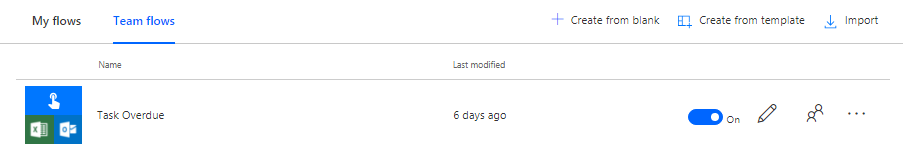 My flows Team flows Create from blank Create from template Import
Name Last modified
Task Overdue 6 days ago On